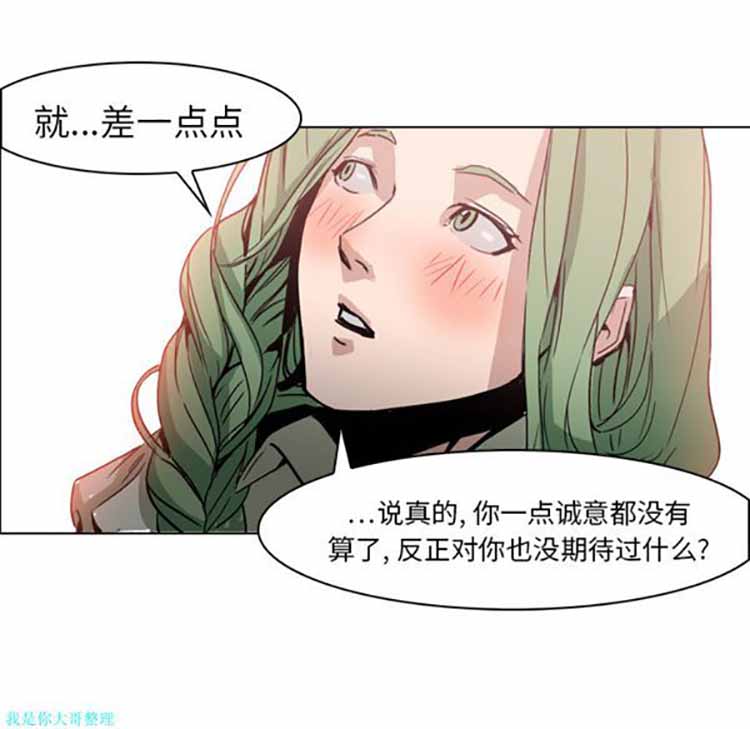 就...差一点点
...说真的, 你一点诚意都没有
算了, 反正对你也没期待过什么?
我是你大哥整理